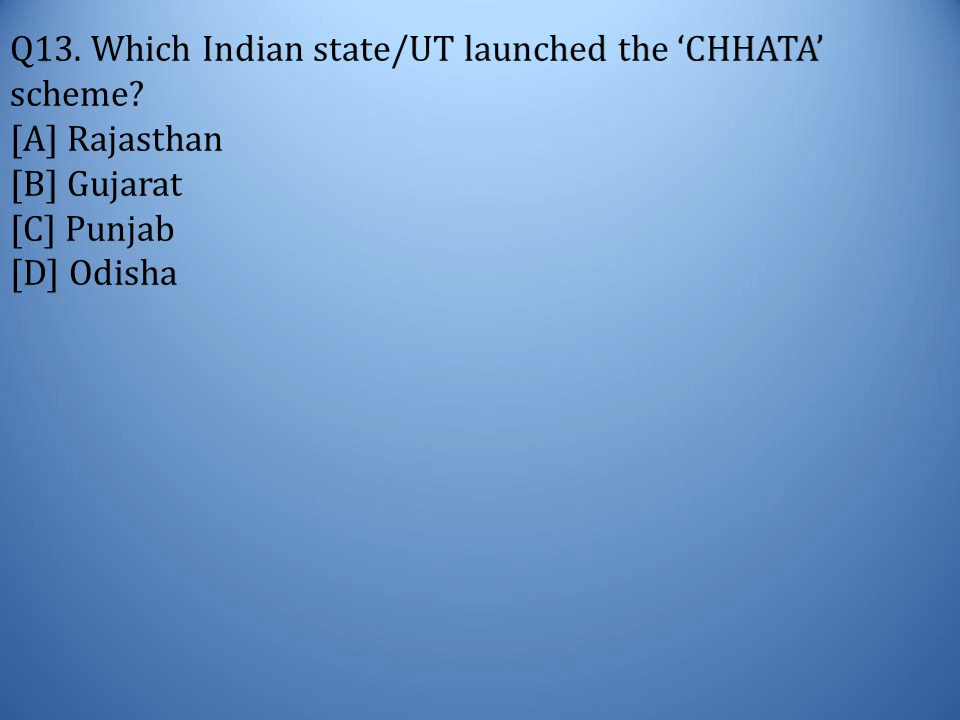 Q13. Which Indian state/UT launched the ‘CHHATA’
scheme?
[A] Rajasthan
[B] Gujarat
[C] Punjab
[D] Odisha